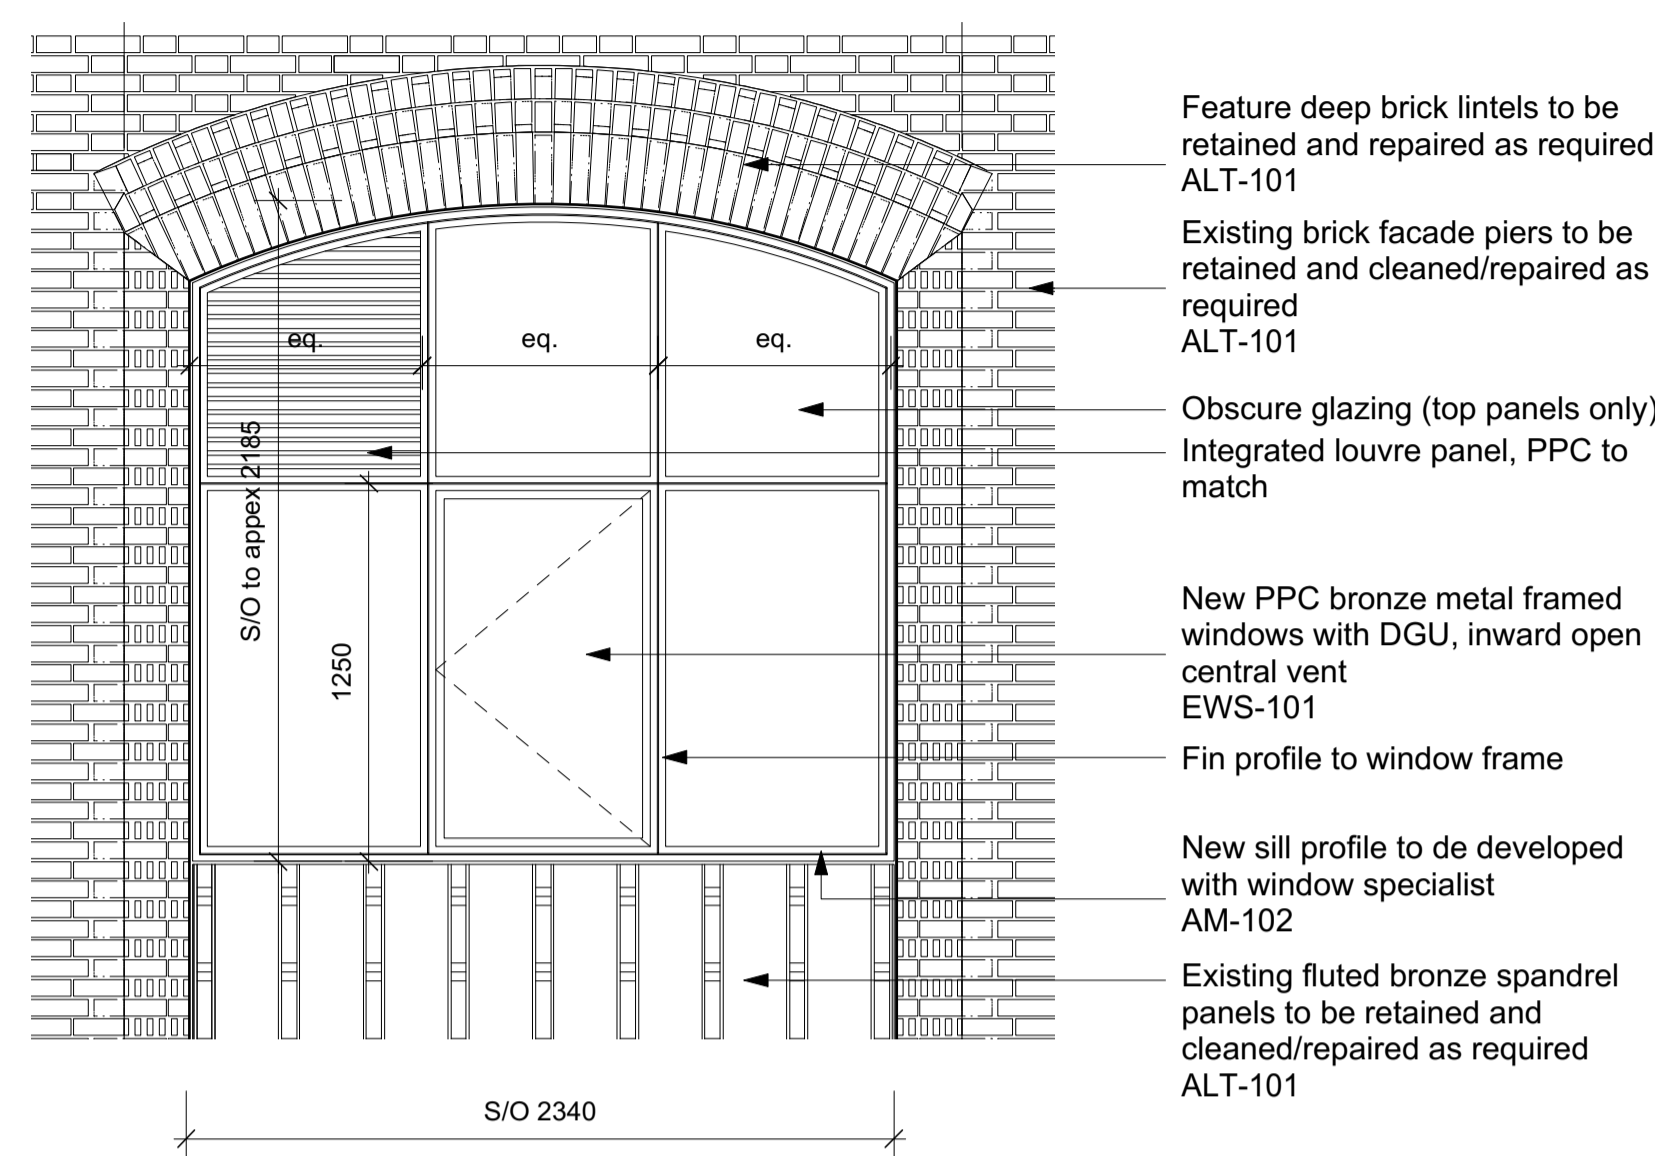 Feature deep brick lintels to be
retained and repaired as required
ALT-101
Existing brick facade piers to be
retained and cleaned/repaired as
required
ALT-101
eq.
eq.
eq.
Obscure glazing (top panels only)
Integrated louvre panel, PPC to
match
S/O to appex 2185
1250
New PPC bronze metal framed
windows with DGU, inward open
central vent
EWS-101
Fin profile to window frame
New sill profile to de developed
with window specialist
AM-102
Existing fluted bronze spandrel
panels to be retained and
cleaned/repaired as required
ALT-101
S/O 2340